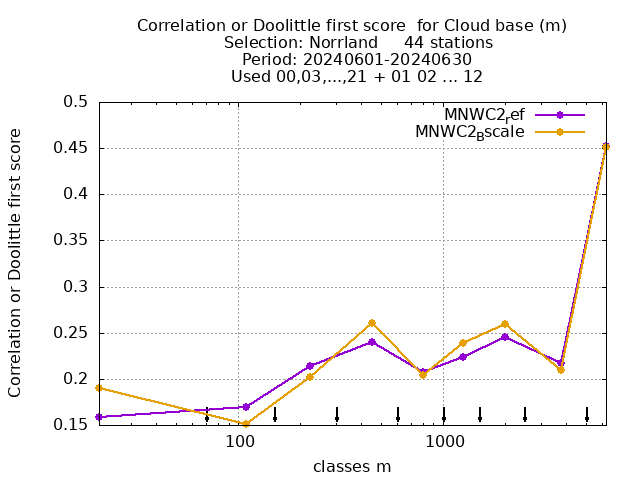 Correlation or Doolittle first score  for Cloud base (m)
Selection: Norrland     44 stations
Period: 20240601-20240630
Used 00,03,...,21 + 01 02 ... 12
MNWC2ref
MNWC2Bscale
Correlation or Doolittle first score
0.5
0.45
0.4
0.35
0.3
0.25
0.2
0.15
100
1000
classes m